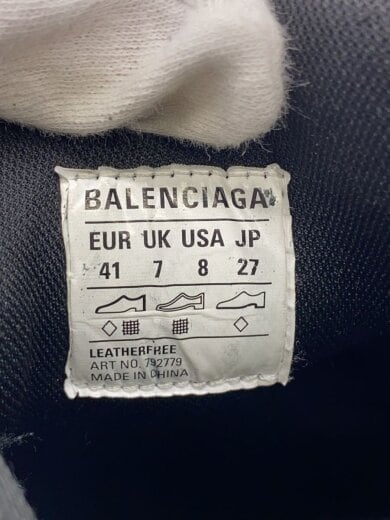 BALENCIAGA
EUR UK USA JP
41 7 8 27
LEATHERFREE
ART NO. 792779
MADE IN CHINA